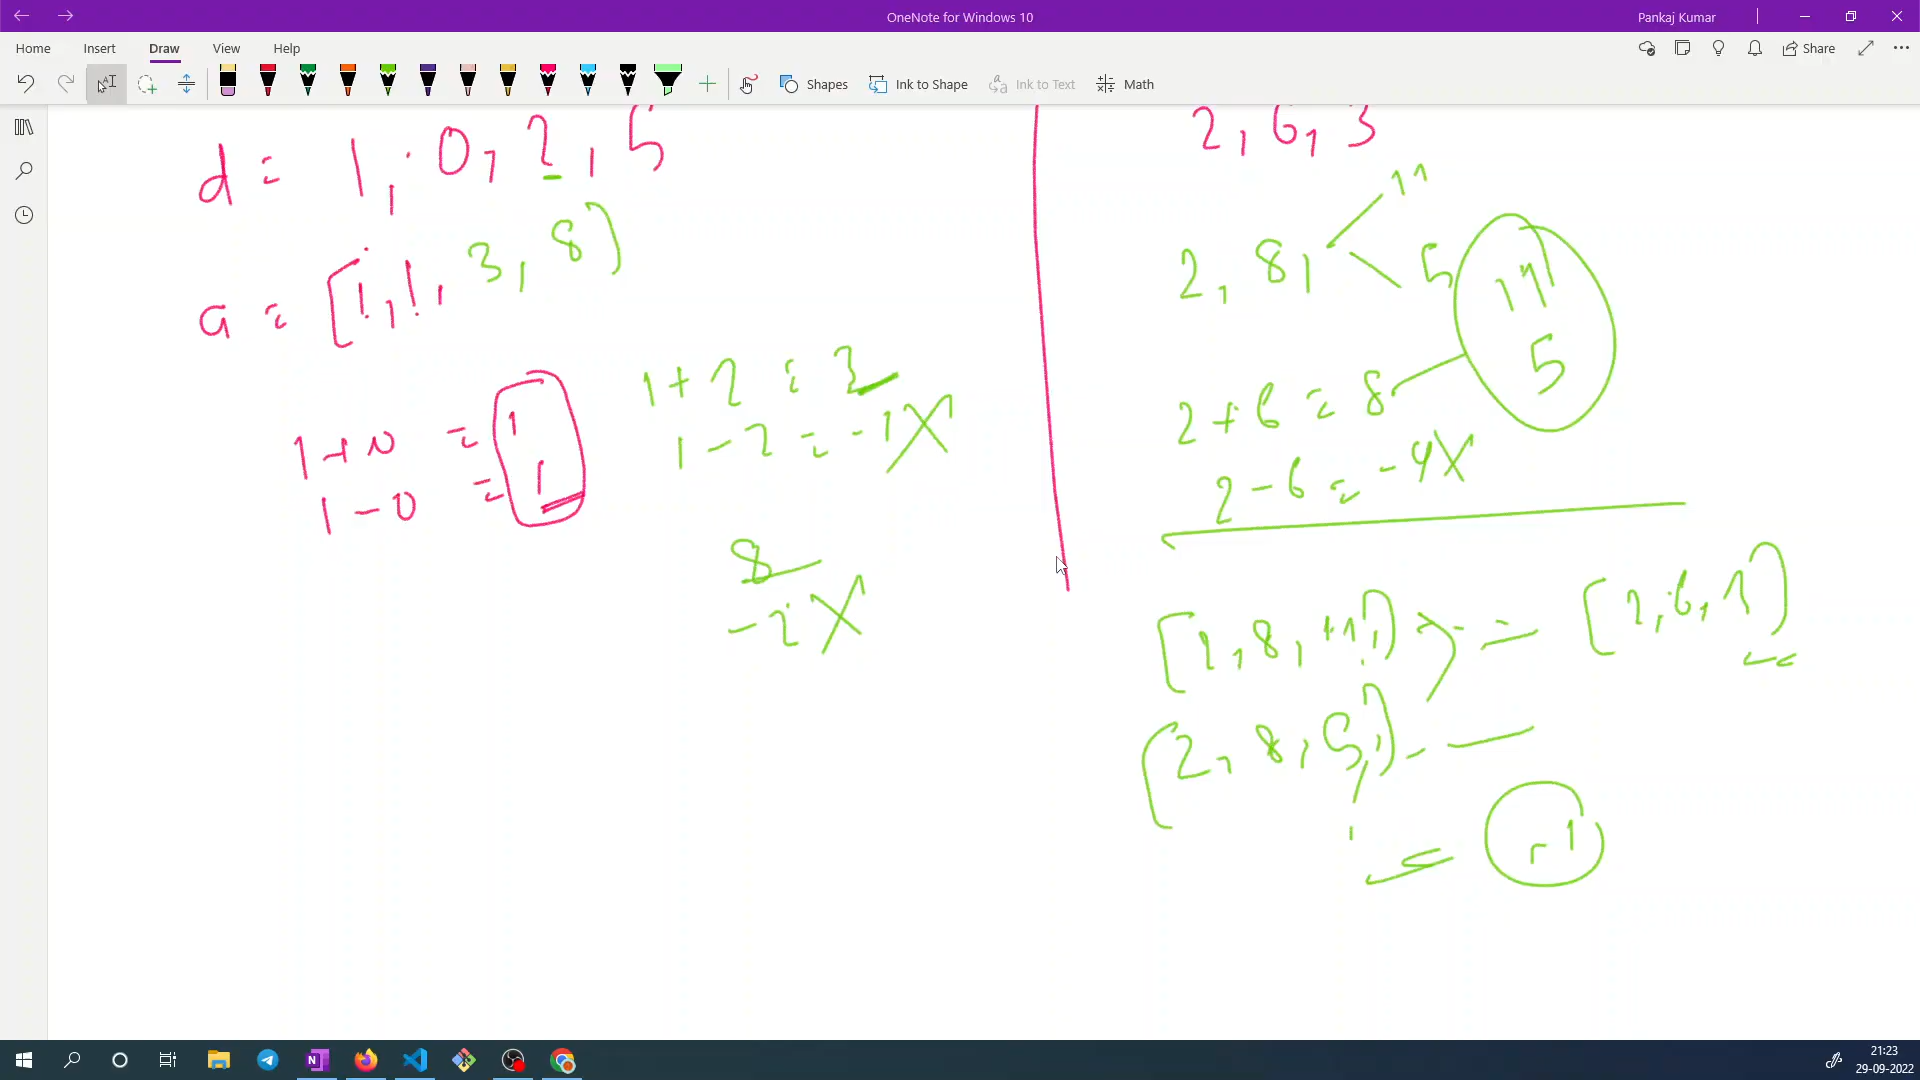 OneNote for Windows 10
Pankaj Kumar
Home Insert Draw View Help
Share
Shapes Ink to Shape Ink to Text Math
d = 1, 0, 2, 5
a = [1, 1, 3, 8]
1 + 0 = 1
1 - 0 = 1
1 + 2 = 3
1 - 2 = -1 X
8
-2 X
2, 6, 3
2, 8,
11
5
11
5
2 + 6 = 8
2 - 6 = -4 X
[2, 8, 11]
[2, 6, 3]
[2, 8, 5]
= -1
21:23
29-09-2022